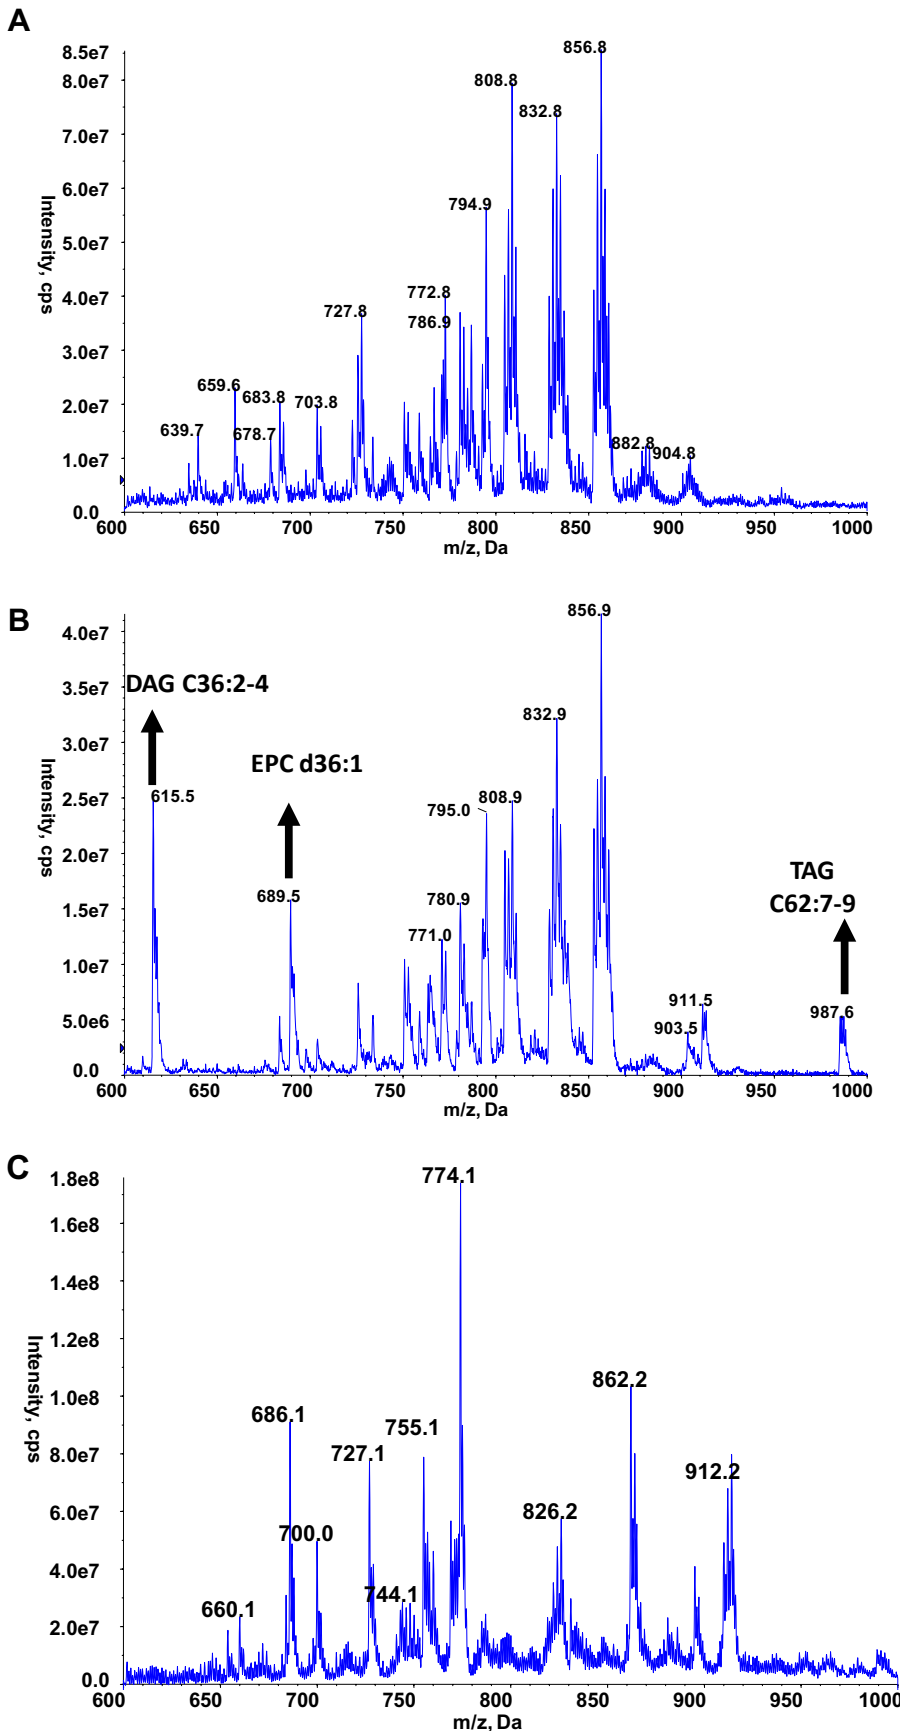 A
8.5e7
8.0e7
7.0e7
6.0e7
5.0e7
4.0e7
3.0e7
2.0e7
1.0e7
0.0
Intensity, cps
639.7
659.6
678.7
683.8
703.8
727.8
772.8
786.9
794.9
808.8
832.8
856.8
882.8
904.8
600 650 700 750 800 850 900 950 1000
m/z, Da
B
4.0e7
3.5e7
3.0e7
2.5e7
2.0e7
1.5e7
1.0e7
5.0e6
0.0
Intensity, cps
DAG C36:2-4
615.5
EPC d36:1
689.5
771.0
780.9
795.0
808.9
832.9
856.9
903.5
911.5
TAG
C62:7-9
987.6
600 650 700 750 800 850 900 950 1000
m/z, Da
C
1.8e8
1.6e8
1.4e8
1.2e8
1.0e8
8.0e7
6.0e7
4.0e7
2.0e7
0.0
Intensity, cps
660.1
686.1
700.0
727.1
744.1
755.1
774.1
826.2
862.2
912.2
600 650 700 750 800 850 900 950 1000
m/z, Da